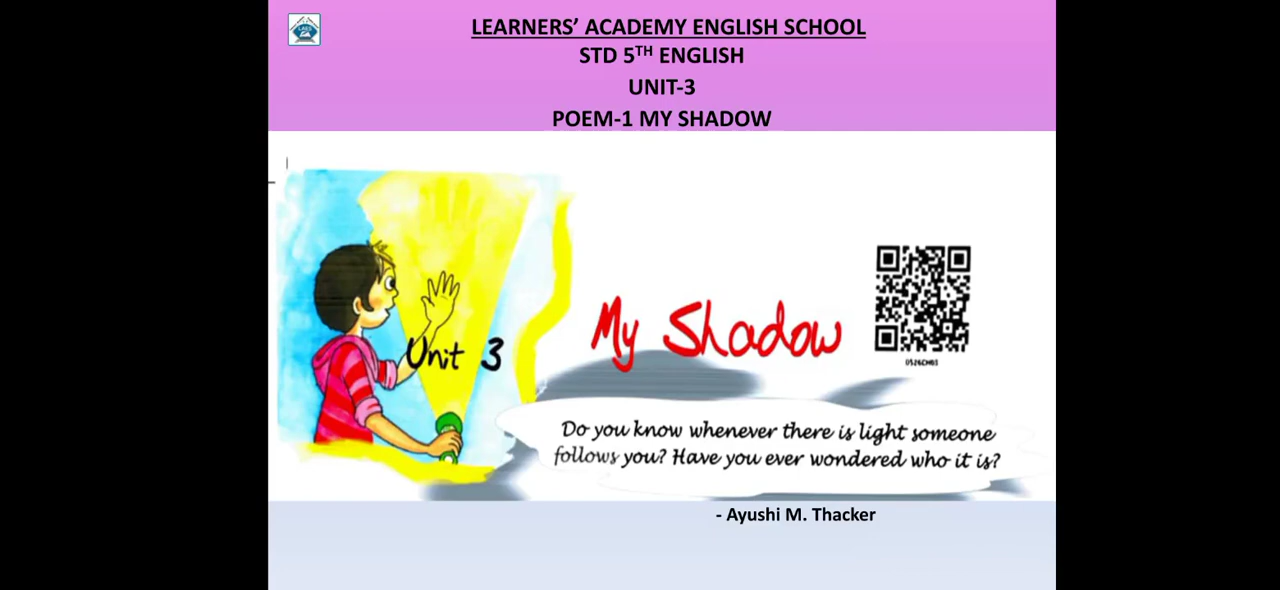 LEARNERS' ACADEMY ENGLISH SCHOOL
STD 5TH ENGLISH
UNIT-3
POEM-1 MY SHADOW
Unit 3
My Shadow
0526CH03
Do you know whenever there is light someone
follows you? Have you ever wondered who it is?
- Ayushi M. Thacker